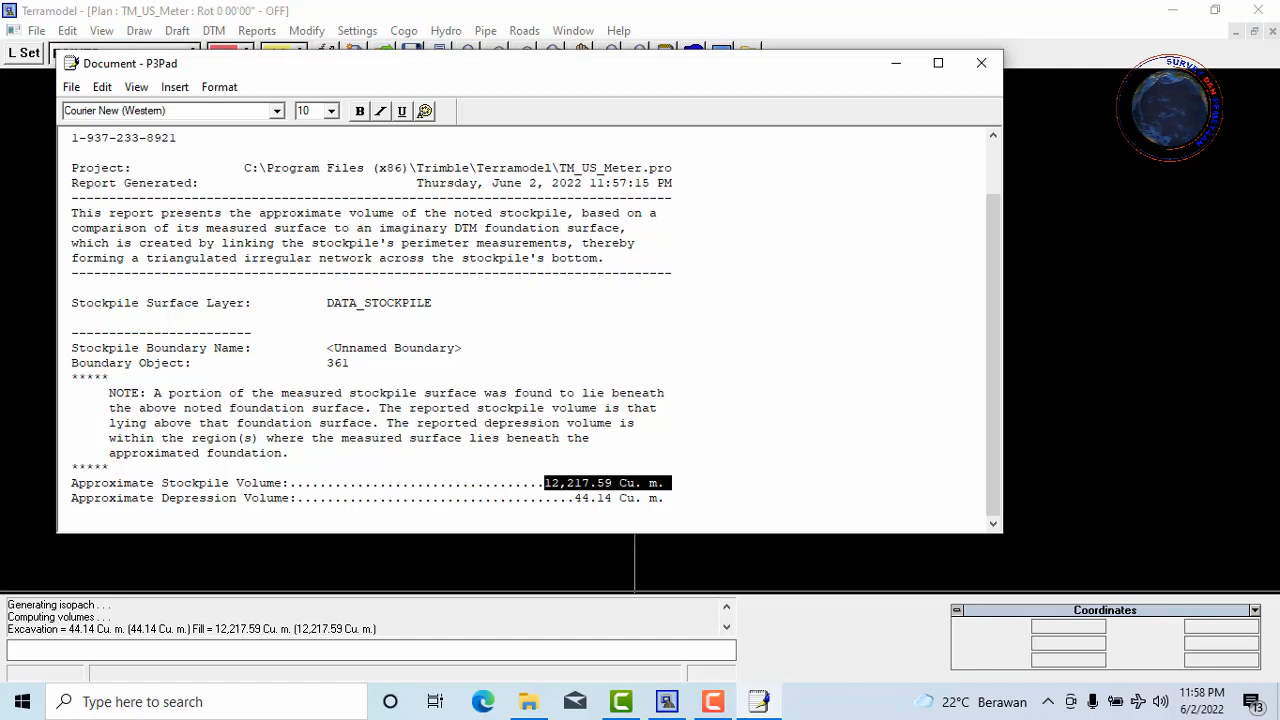 Terramodel - [Plan : TM_US_Meter : Rot 0 00'00" - OFF]
File Edit View Draw Draft DTM Reports Modify Settings Cogo Hydro Pipe Roads Window Help
L Set
Document - P3Pad
File Edit View Insert Format
Courier New (Western) 10 B I U
1-937-233-8921
Project: C:\Program Files (x86)\Trimble\Terramodel\TM_US_Meter.pro
Report Generated: Thursday, June 2, 2022 11:57:15 PM
--------------------------------------------------------------------------------
This report presents the approximate volume of the noted stockpile, based on a
comparison of its measured surface to an imaginary DTM foundation surface,
which is created by linking the stockpile's perimeter measurements, thereby
forming a triangulated irregular network across the stockpile's bottom.
--------------------------------------------------------------------------------
Stockpile Surface Layer: DATA_STOCKPILE
------------------------
Stockpile Boundary Name: <Unnamed Boundary>
Boundary Object: 361
*****
NOTE: A portion of the measured stockpile surface was found to lie beneath
the above noted foundation surface. The reported stockpile volume is that
lying above that foundation surface. The reported depression volume is
within the region(s) where the measured surface lies beneath the
approximated foundation.
*****
Approximate Stockpile Volume:..................................12,217.59 Cu. m.
Approximate Depression Volume:.....................................44.14 Cu. m.
Generating isopach . . .
Computing volumes . . .
Excavation = 44.14 Cu. m. (44.14 Cu. m.) Fill = 12,217.59 Cu. m. (12,217.59 Cu. m.)
Coordinates
Type here to search
22°C Berawan
11:58 PM
6/2/2022
13
SURVEY DAN PEMETAAN